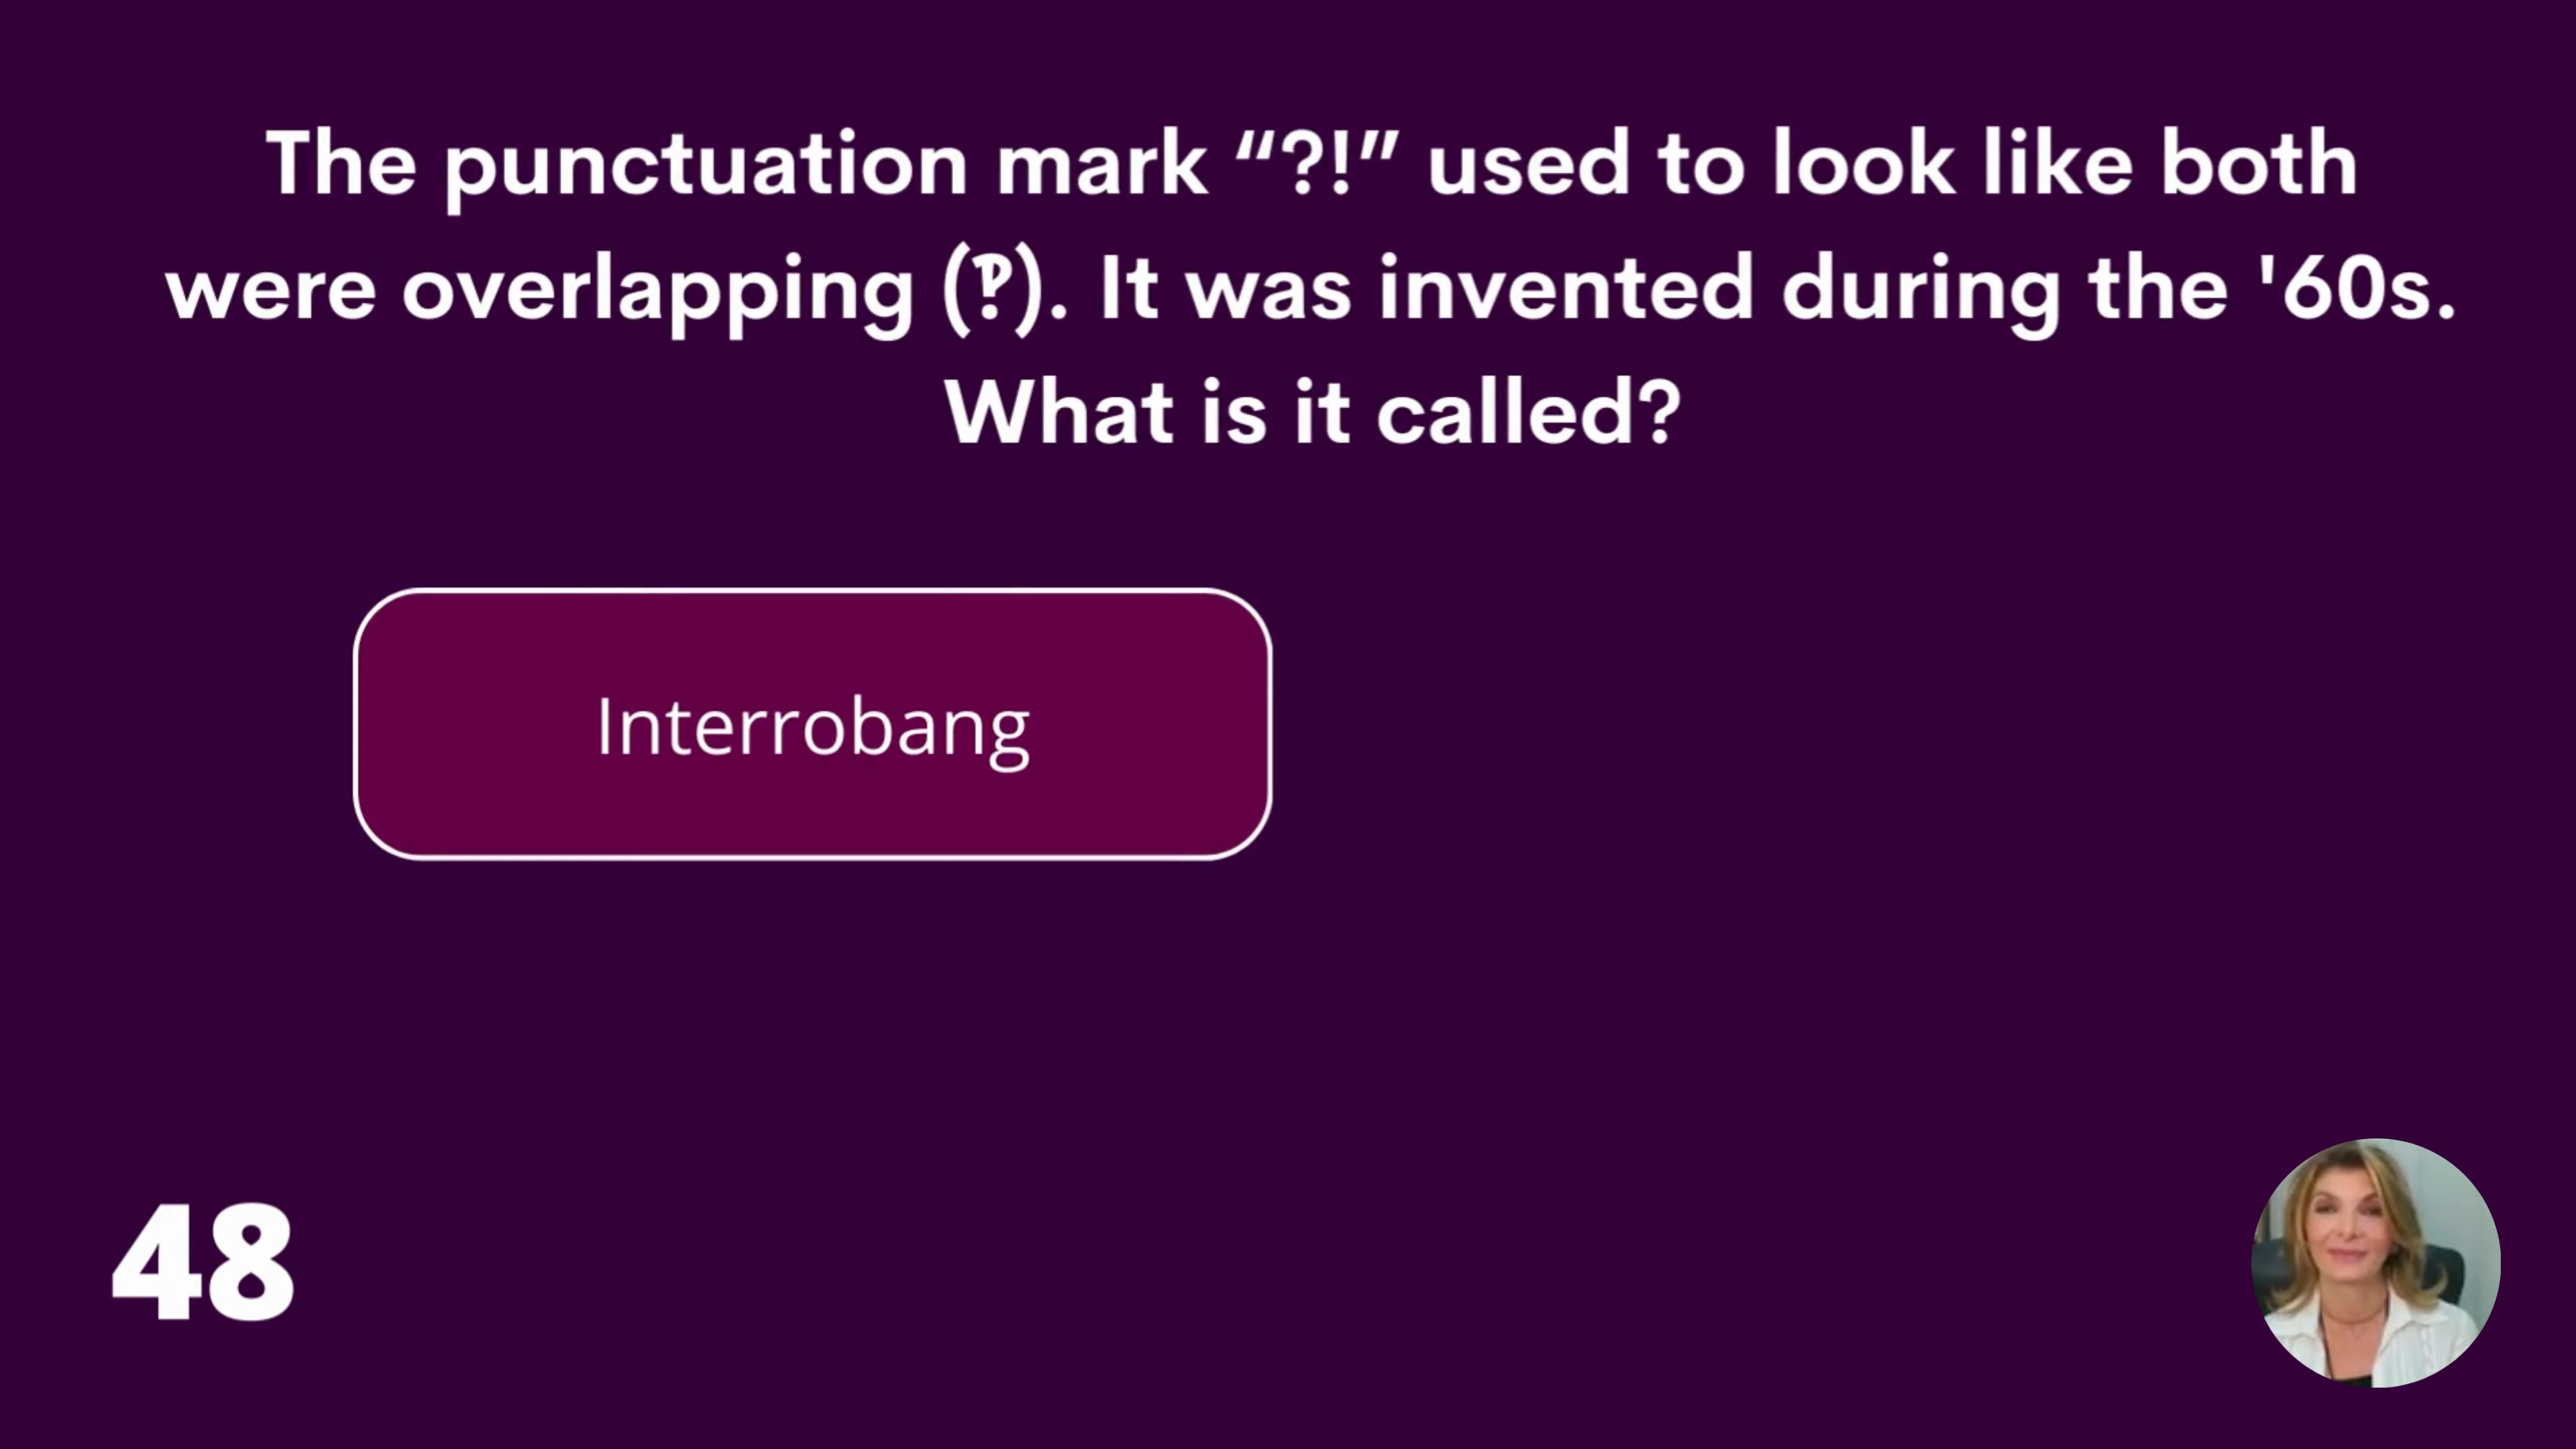 The punctuation mark “?!” used to look like both
were overlapping (‽). It was invented during the '60s.
What is it called?
Interrobang
48